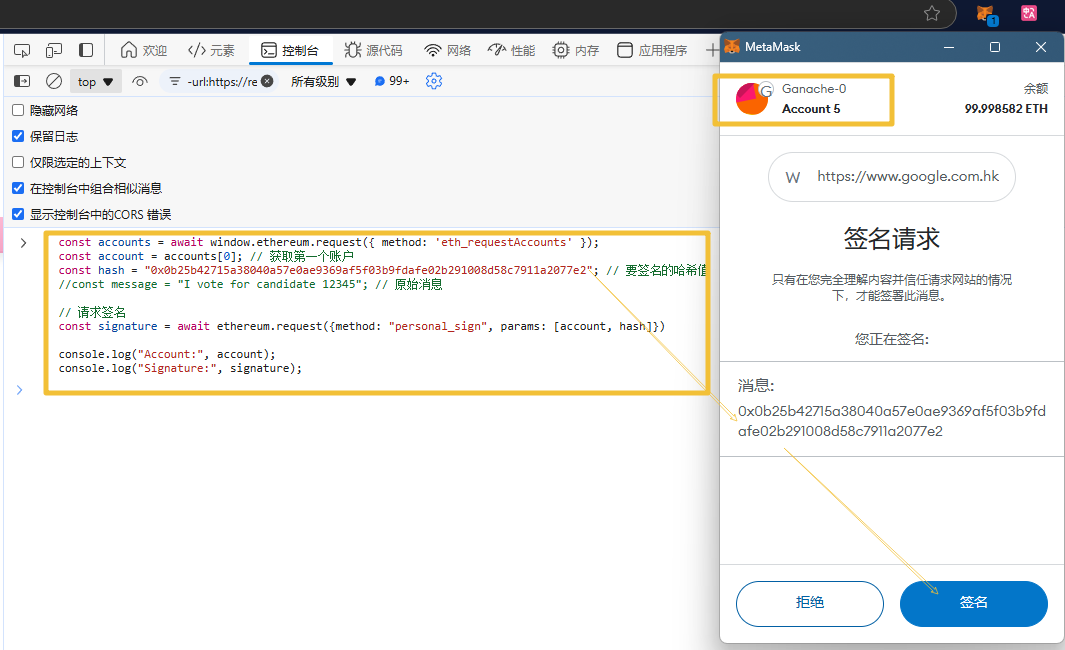 1
中
欢迎
元素
控制台
源代码
网络
性能
内存
应用程序
top
-url:https://re
所有级别
99+
隐藏网络
保留日志
仅限选定的上下文
在控制台中组合相似消息
显示控制台中的CORS 错误
const accounts = await window.ethereum.request({ method: 'eth_requestAccounts' });
const account = accounts[0]; // 获取第一个账户
const hash = "0x0b25b42715a38040a57e0ae9369af5f03b9fdafe02b291008d58c7911a2077e2"; // 要签名的哈希值
//const message = "I vote for candidate 12345"; // 原始消息
// 请求签名
const signature = await ethereum.request({method: "personal_sign", params: [account, hash]})
console.log("Account:", account);
console.log("Signature:", signature);
MetaMask
G
Ganache-0
Account 5
余额
99.998582 ETH
W
https://www.google.com.hk
签名请求
只有在您完全理解内容并信任请求网站的情况
下，才能签署此消息。
您正在签名:
消息:
0x0b25b42715a38040a57e0ae9369af5f03b9fd
afe02b291008d58c7911a2077e2
拒绝
签名